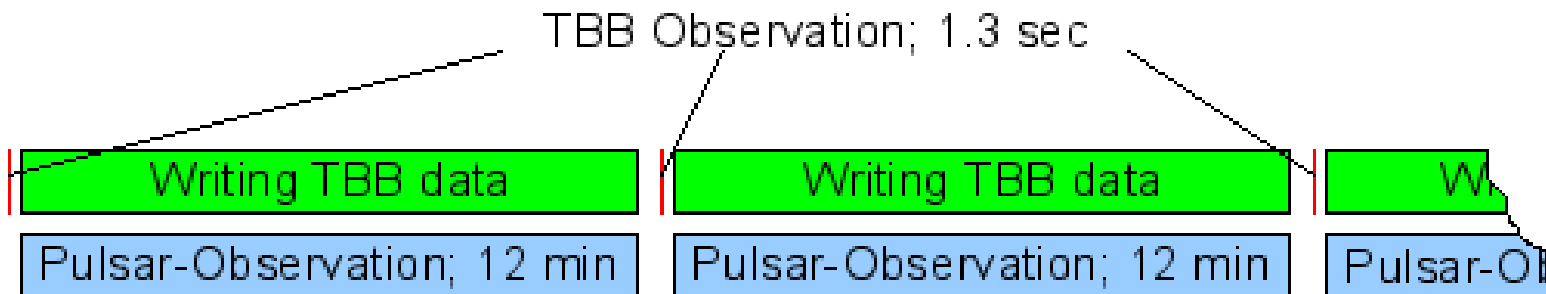 TBB Observation; 1.3 sec
Writing TBB data
Writing TBB data
Pulsar-Observation; 12 min
Pulsar-Observation; 12 min